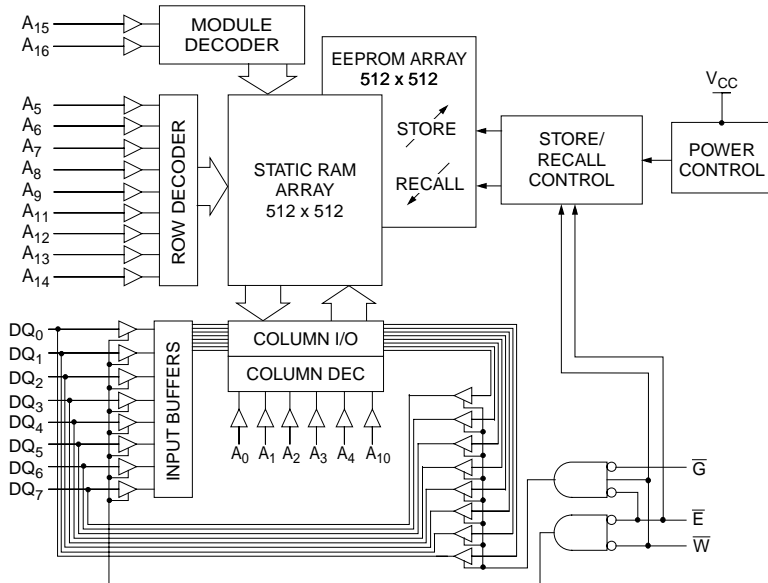 A15
A16
MODULE
DECODER
EEPROM ARRAY
512 x 512
STORE
RECALL
VCC
A5
A6
A7
A8
A9
A11
A12
A13
A14
ROW DECODER
STATIC RAM
ARRAY
512 x 512
STORE/
RECALL
CONTROL
POWER
CONTROL
DQ0
DQ1
DQ2
DQ3
DQ4
DQ5
DQ6
DQ7
INPUT BUFFERS
COLUMN I/O
COLUMN DEC
A0 A1 A2 A3 A4 A10
G̅
E̅
W̅